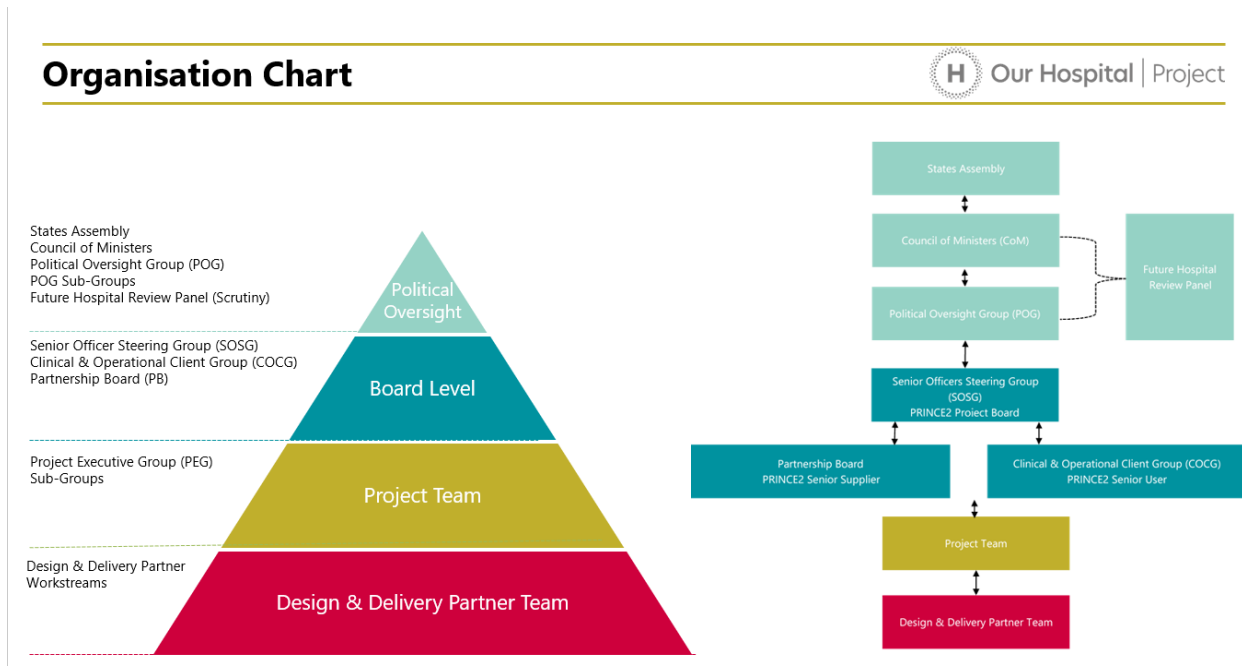 Organisation Chart
H Our Hospital | Project
States Assembly
Council of Ministers
Political Oversight Group (POG)
POG Sub-Groups
Future Hospital Review Panel (Scrutiny)
Senior Officer Steering Group (SOSG)
Clinical & Operational Client Group (COCG)
Partnership Board (PB)
Project Executive Group (PEG)
Sub-Groups
Design & Delivery Partner
Workstreams
Political
Oversight
Board Level
Project Team
Design & Delivery Partner Team
States Assembly
Council of Ministers (CoM)
Future Hospital
Review Panel
Political Oversight Group (POG)
Senior Officers Steering Group
(SOSG)
PRINCE2 Project Board
Partnership Board
PRINCE2 Senior Supplier
Clinical & Operational Client Group (COCG)
PRINCE2 Senior User
Project Team
Design & Delivery Partner Team